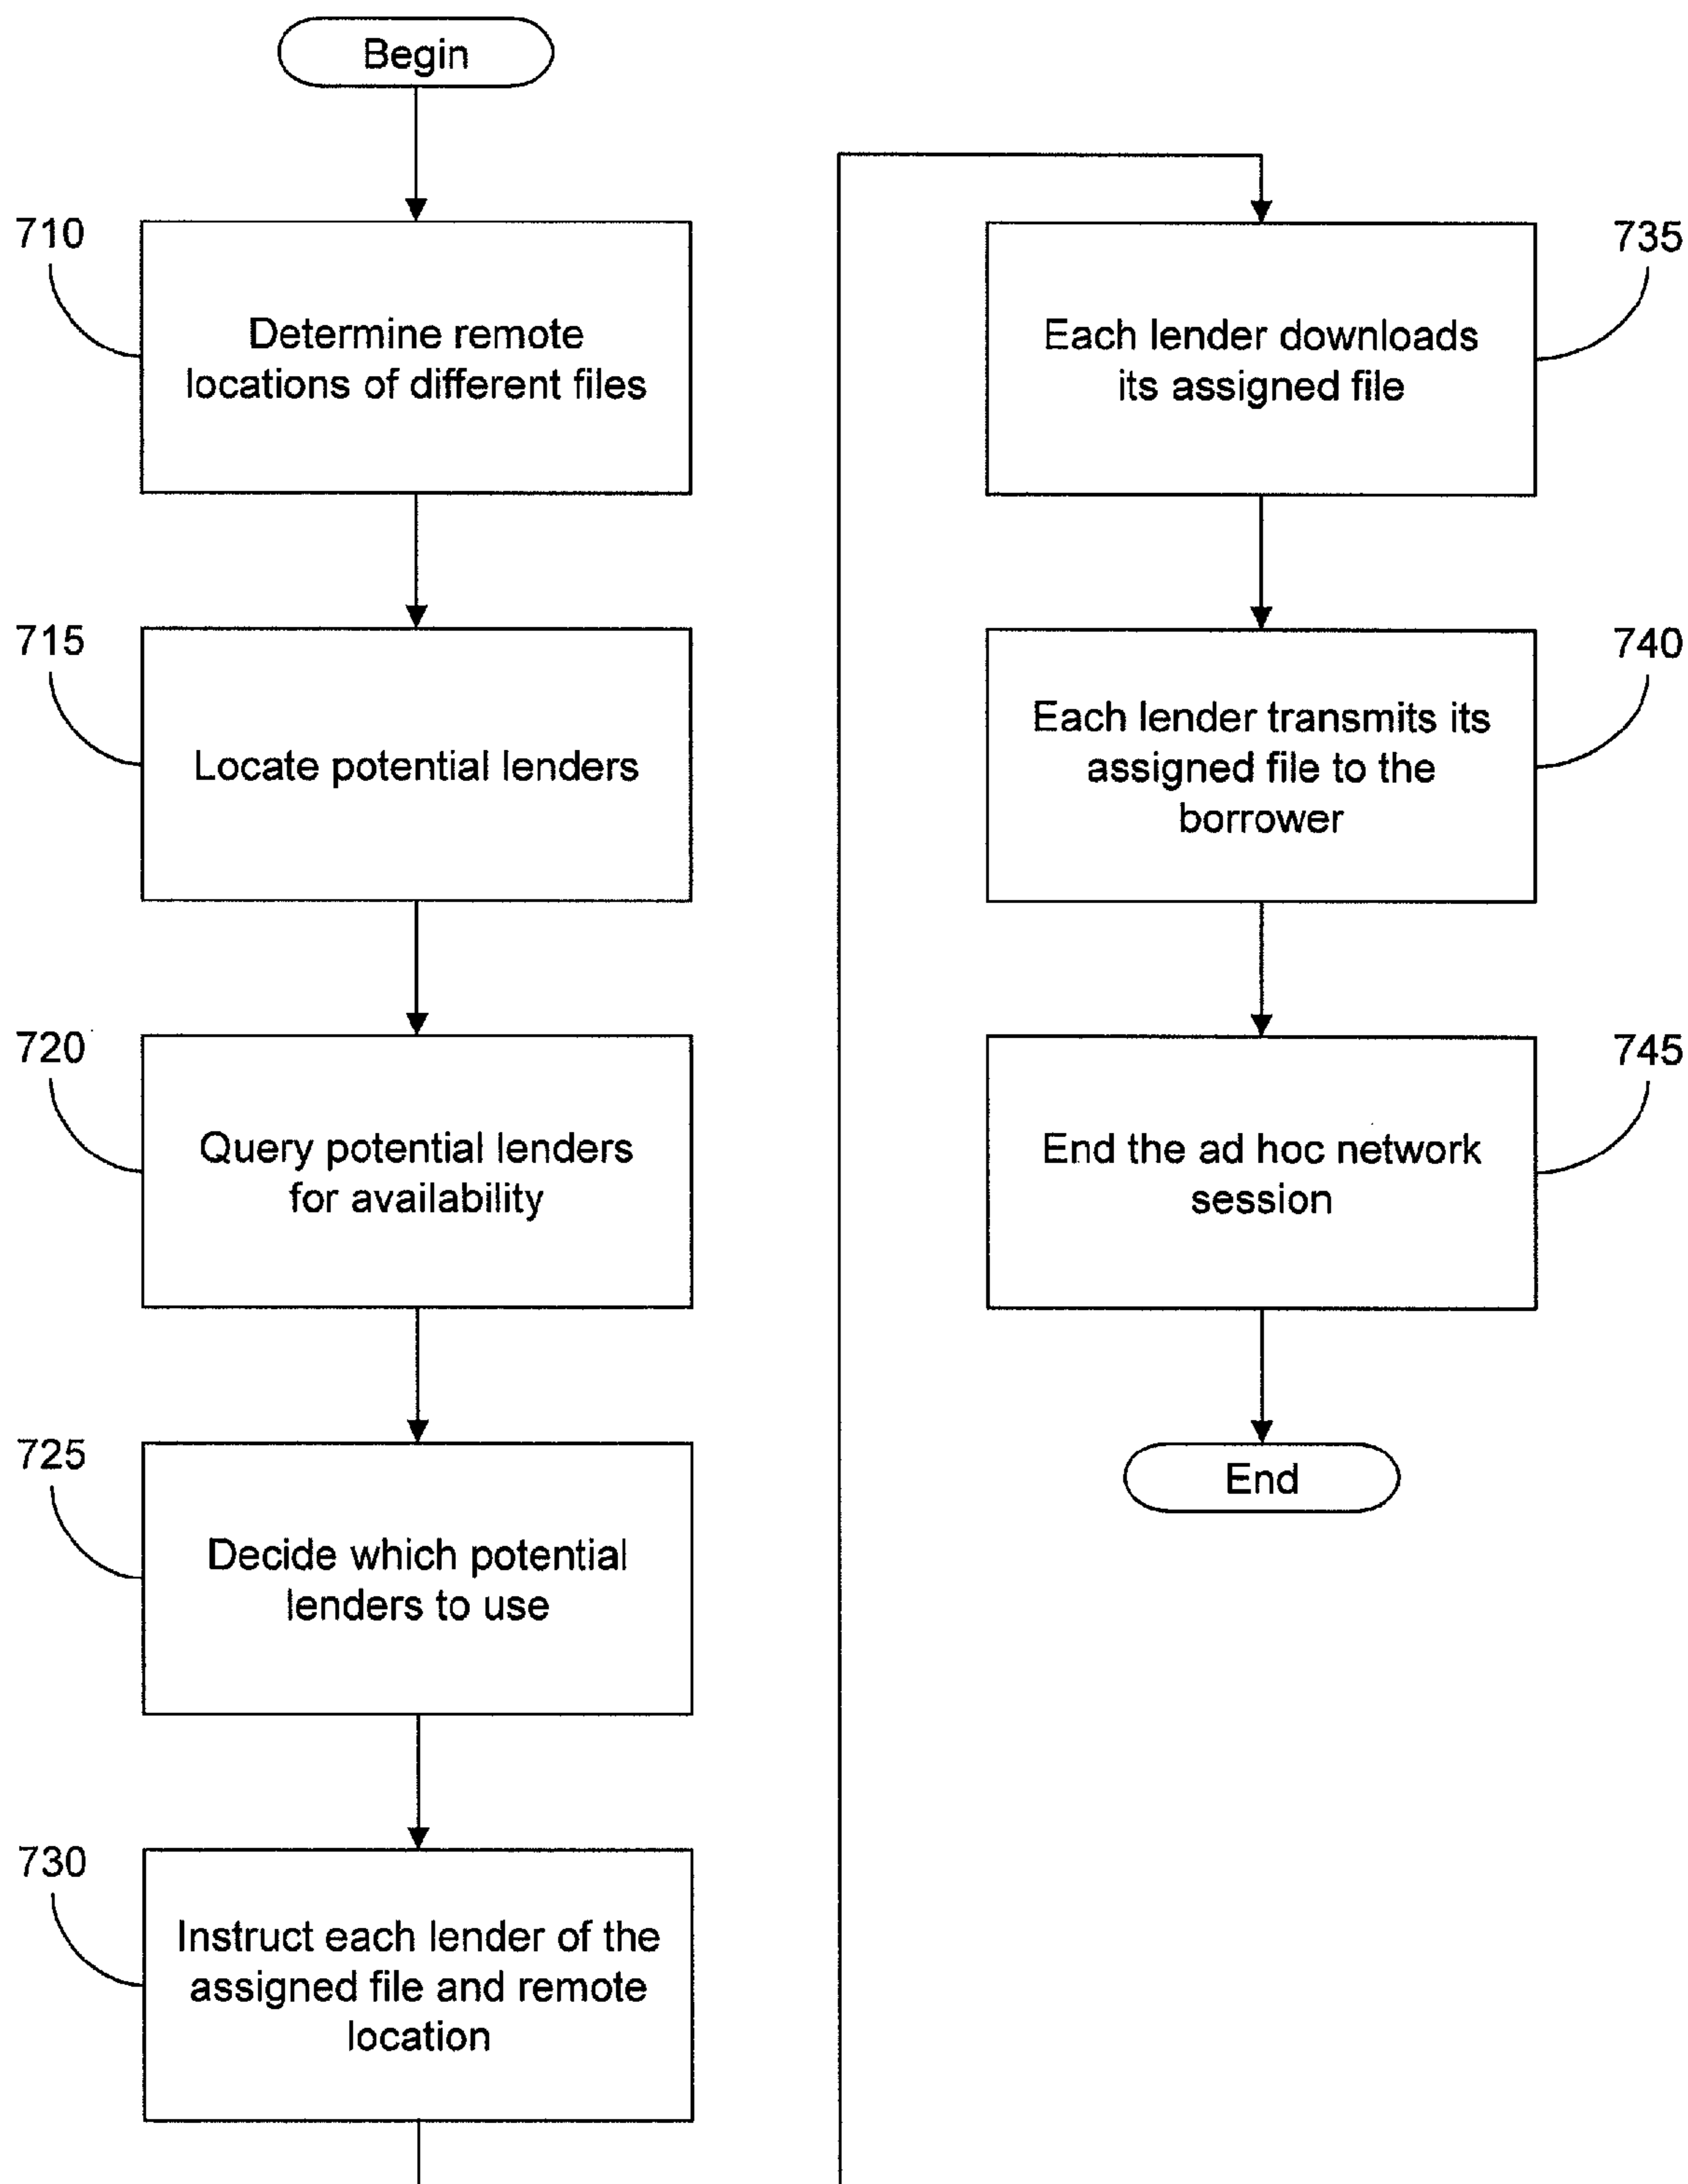 Begin
710
Determine remote
locations of different files
715
Locate potential lenders
720
Query potential lenders
for availability
725
Decide which potential
lenders to use
730
Instruct each lender of the
assigned file and remote
location
735
Each lender downloads
its assigned file
740
Each lender transmits its
assigned file to the
borrower
745
End the ad hoc network
session
End